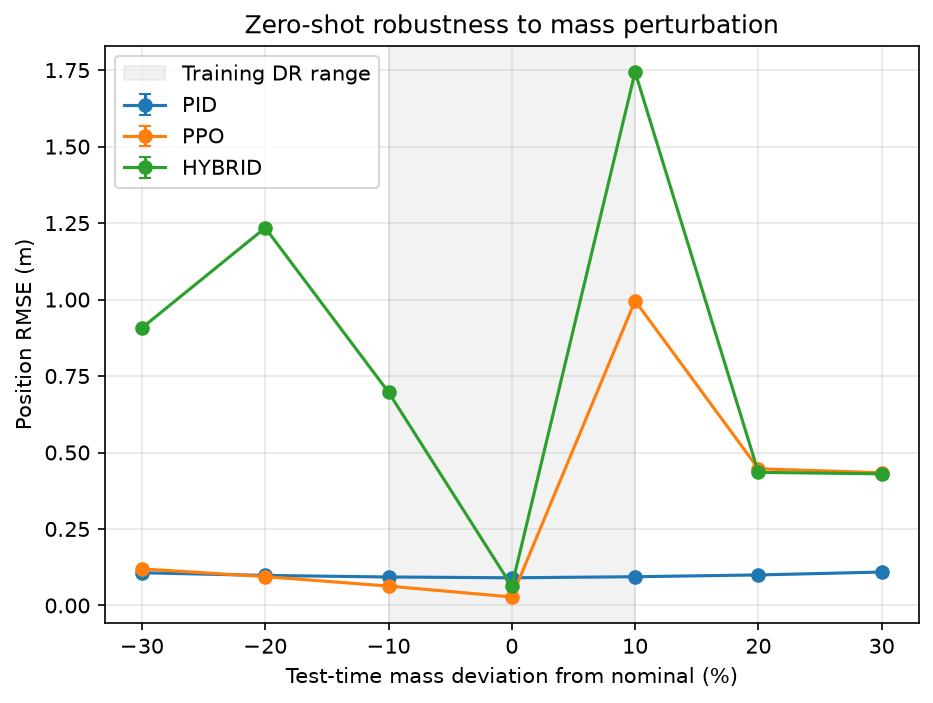 Zero-shot robustness to mass perturbation
Training DR range
PID
PPO
HYBRID
1.75
1.50
1.25
1.00
0.75
0.50
0.25
0.00
Position RMSE (m)
−30
−20
−10
0
10
20
30
Test-time mass deviation from nominal (%)